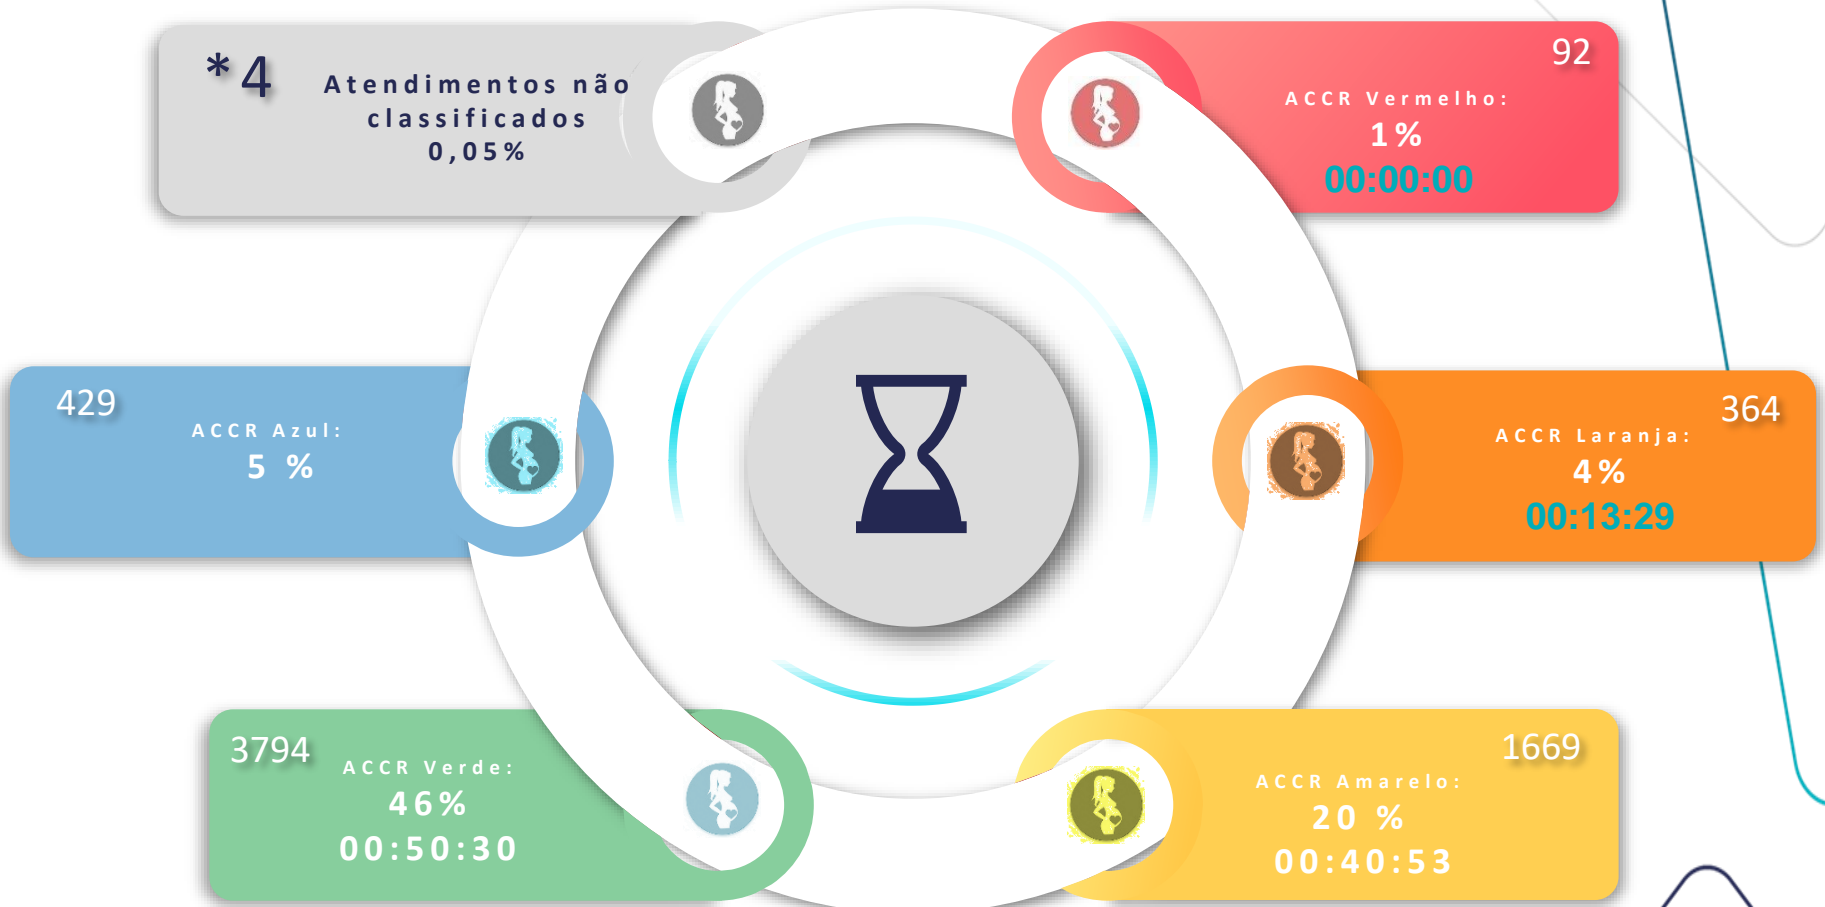 *4
Atendimentos não
classificados
0,05%
92
ACCR Vermelho:
1%
00:00:00
429
ACCR Azul:
5 %
364
ACCR Laranja:
4%
00:13:29
3794
ACCR Verde:
46%
00:50:30
1669
ACCR Amarelo:
20 %
00:40:53